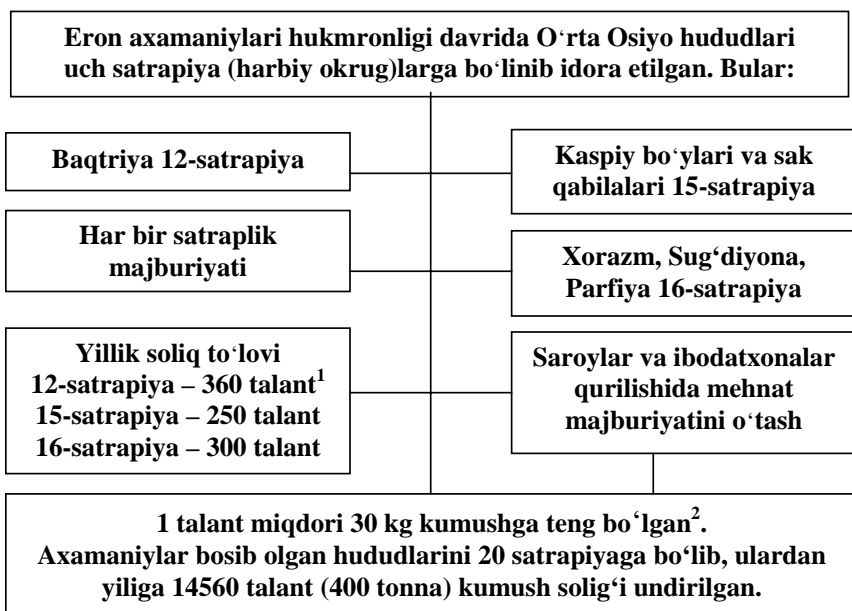 Eron axamaniylari hukmronligi davrida O‘rta Osiyo hududlari
uch satrapiya (harbiy okrug)larga bo‘linib idora etilgan. Bular:
Baqtriya 12-satrapiya
Kaspiy bo‘ylari va sak
qabilalari 15-satrapiya
Har bir satraplik
majburiyati
Xorazm, Sug‘diyona,
Parfiya 16-satrapiya
Yillik soliq to‘lovi
12-satrapiya – 360 talant¹
15-satrapiya – 250 talant
16-satrapiya – 300 talant
Saroylar va ibodatxonalar
qurilishida mehnat
majburiyatini o‘tash
1 talant miqdori 30 kg kumushga teng bo‘lgan².
Axamaniylar bosib olgan hududlarini 20 satrapiyaga bo‘lib, ulardan
yiliga 14560 talant (400 tonna) kumush solig‘i undirilgan.